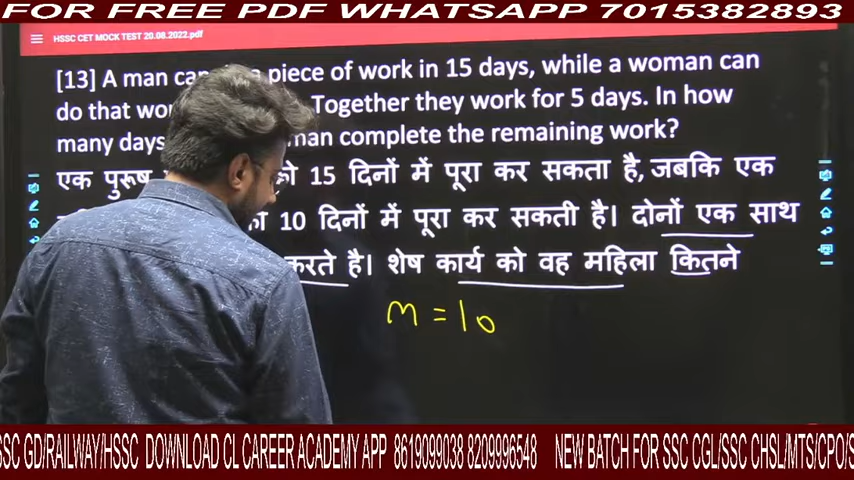 FOR FREE PDF WHATSAPP 7015382893
HSSC CET MOCK TEST 20.08.2022.pdf
[13] A man can piece of work in 15 days, while a woman can
do that Together they work for 5 days. In how
many days man complete the remaining work?
एक पुरूष को 15 दिनों में पूरा कर सकता है, जबकि एक
10 दिनों में पूरा कर सकती है। दोनों एक साथ
करते है। शेष कार्य को वह महिला कितने
m = 10
SSC GD/RAILWAY/HSSC DOWNLOAD CL CAREER ACADEMY APP 8619099038 8209996548 NEW BATCH FOR SSC CGL/SSC CHSL/MTS/CPO/S